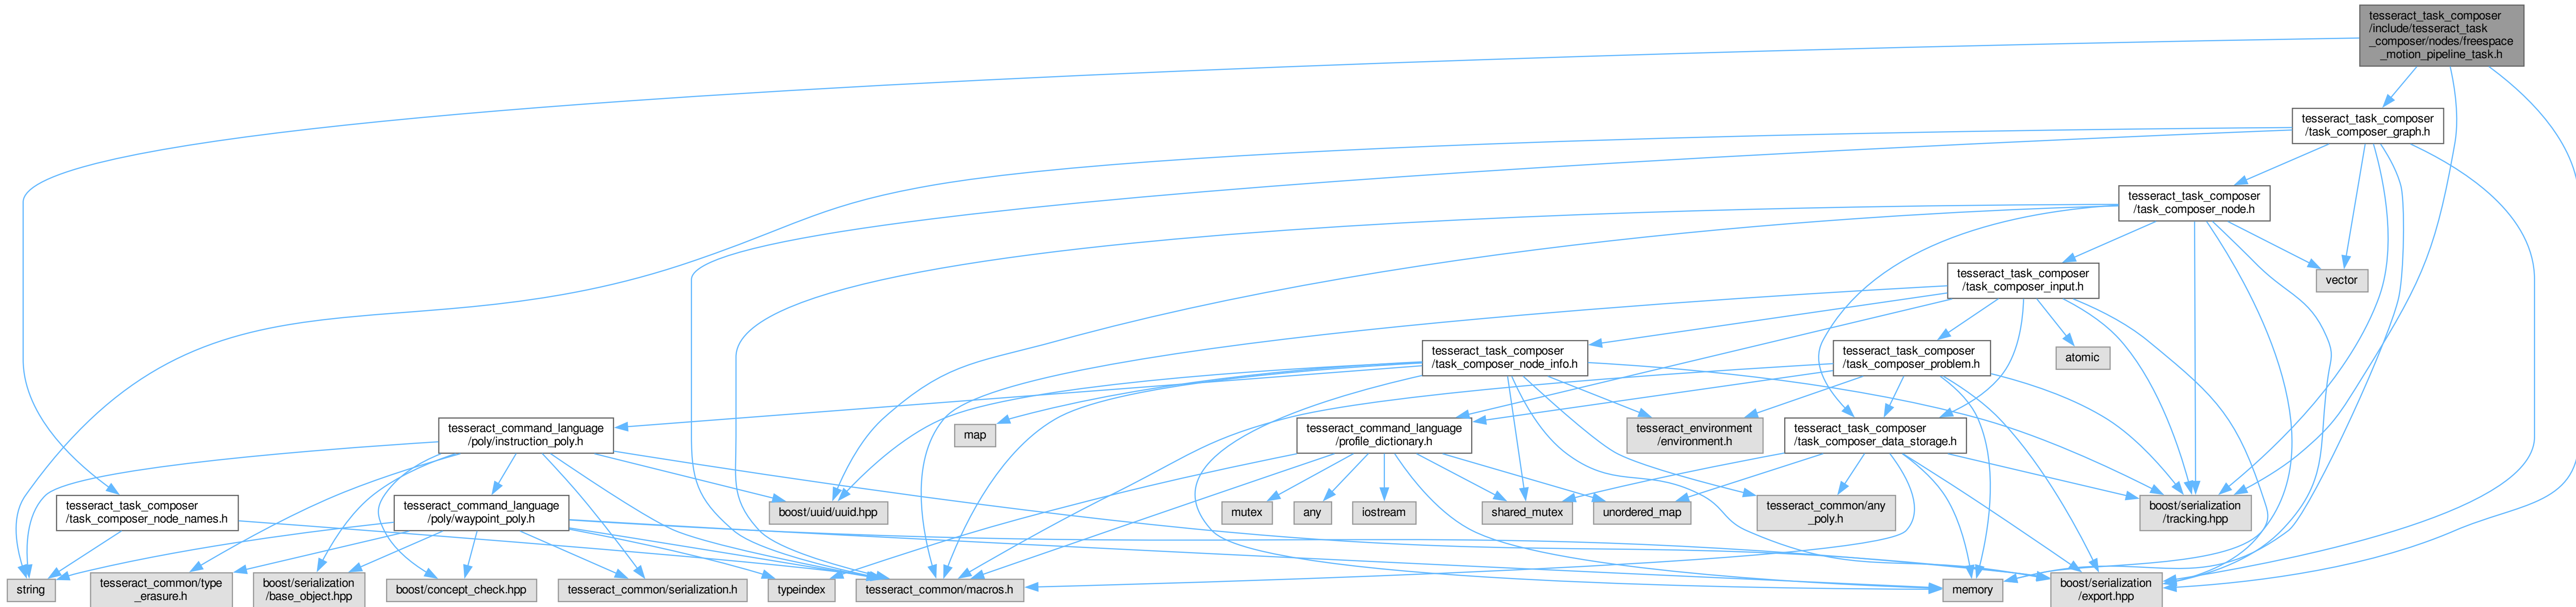 tesseract_task_composer
/include/tesseract_task
_composer/nodes/freespace
_motion_pipeline_task.h
tesseract_task_composer
/task_composer_graph.h
tesseract_task_composer
/task_composer_node.h
tesseract_task_composer
/task_composer_input.h
vector
tesseract_task_composer
/task_composer_node_info.h
tesseract_task_composer
/task_composer_problem.h
atomic
tesseract_command_language
/poly/instruction_poly.h
map
tesseract_command_language
/profile_dictionary.h
tesseract_environment
/environment.h
tesseract_task_composer
/task_composer_data_storage.h
tesseract_task_composer
/task_composer_node_names.h
tesseract_command_language
/poly/waypoint_poly.h
boost/uuid/uuid.hpp
mutex
any
iostream
shared_mutex
unordered_map
tesseract_common/any
_poly.h
boost/serialization
/tracking.hpp
string
tesseract_common/type
_erasure.h
boost/serialization
/base_object.hpp
boost/concept_check.hpp
tesseract_common/serialization.h
typeindex
tesseract_common/macros.h
memory
boost/serialization
/export.hpp